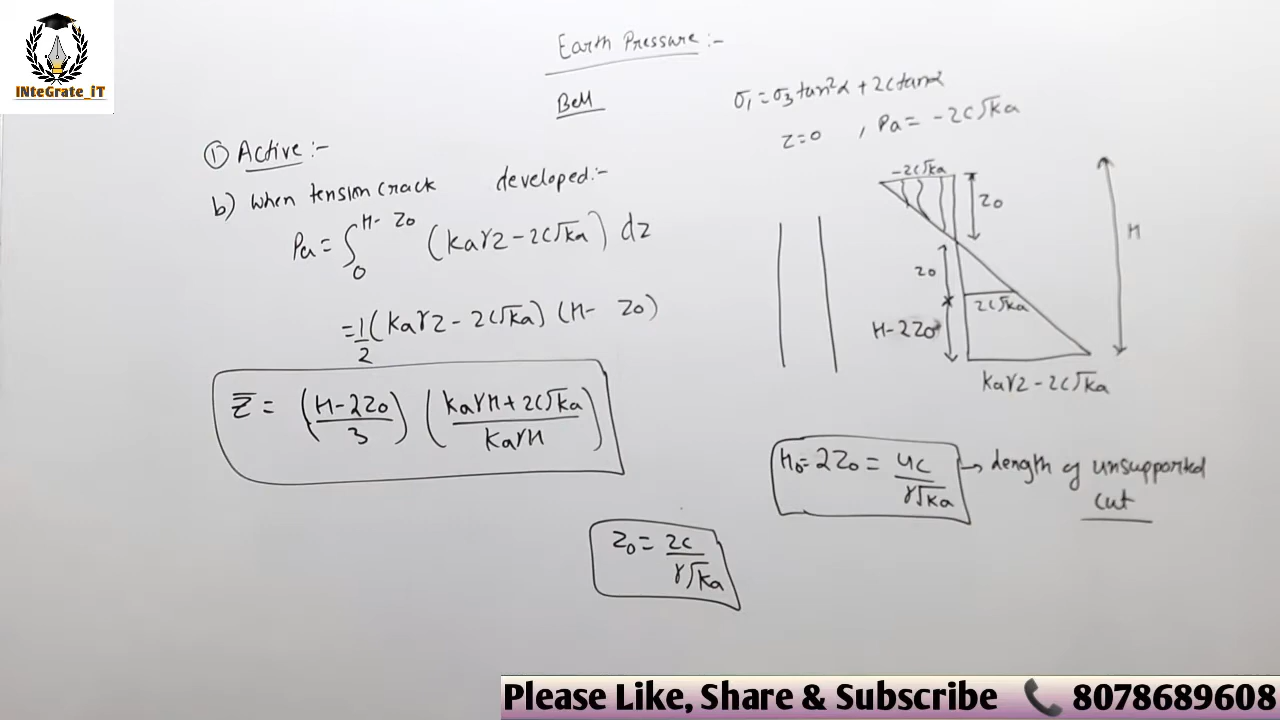 INteGrate_iT
Earth Pressure :-
Bell
σ₁ = σ₃ tan²α + 2c tanα
z=0 , Pa = -2c√ka
① Active :-
b) When tension crack developed:-
Pa = ∫₀^(H-Z₀) (kaγz - 2c√ka) dz
= 1/2 (kaγz - 2c√ka) (H- Z₀)
z̄ = ((H-2Z₀)/3) ((kaγH+2c√ka)/(kaγH))
-2c√ka
Z₀
H
Z₀
2c√ka
H-2Z₀
kaγz - 2c√ka
H₀=2Z₀ = 4c/(γ√ka) → length of unsupported
cut
Z₀ = 2c/(γ√ka)
Please Like, Share & Subscribe 8078689608